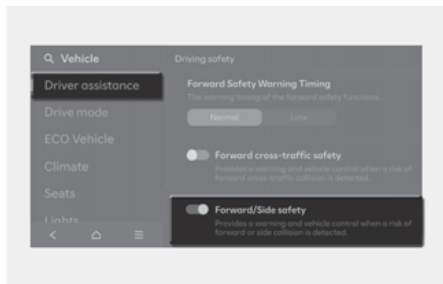 Vehicle
Driving safety
Driver assistance
Forward Safety Warning Timing
The warning timing of the forward safety functions.
Drive mode
Normal
Late
ECO Vehicle
Forward cross-traffic safety
Climate
Provides a warning and vehicle control when a risk of
forward cross-traffic collision is detected.
Seats
Forward/Side safety
Lights
Provides a warning and vehicle control when a risk of
forward or side collision is detected.